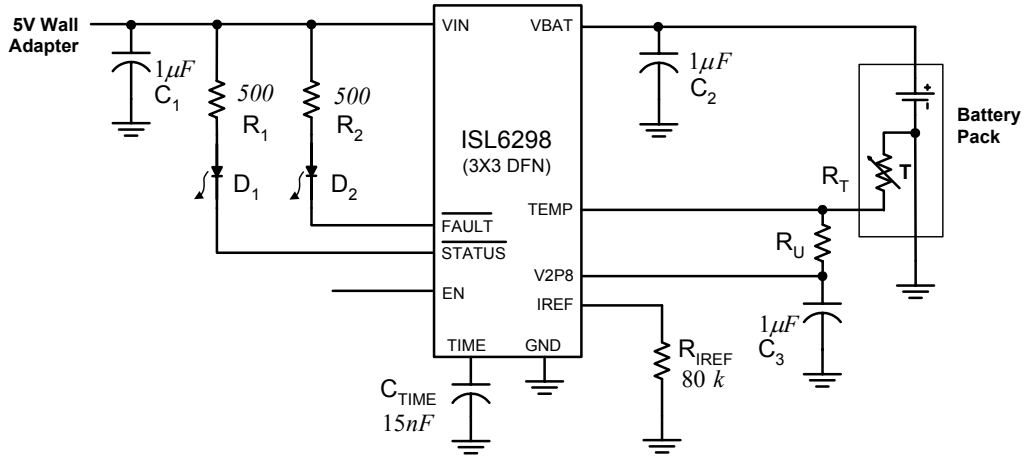 5V Wall
Adapter
1µF
C1
500
R1
500
R2
D1
D2
VIN
VBAT
ISL6298
(3X3 DFN)
TEMP
FAULT
STATUS
V2P8
EN
IREF
TIME
GND
CTIME
15nF
1µF
C2
RT
T
+
Battery
Pack
RU
1µF
C3
RIREF
80 k